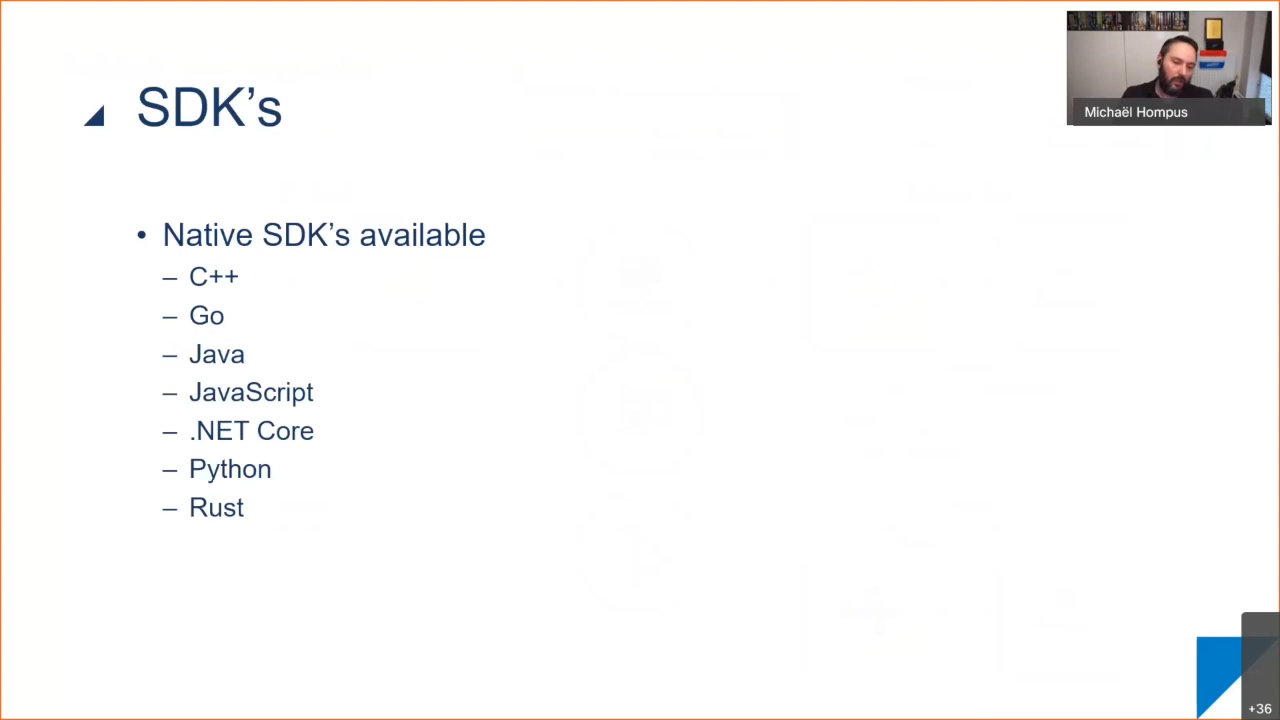 SDK’s
Michaël Hompus
• Native SDK’s available
– C++
– Go
– Java
– JavaScript
– .NET Core
– Python
– Rust
+36